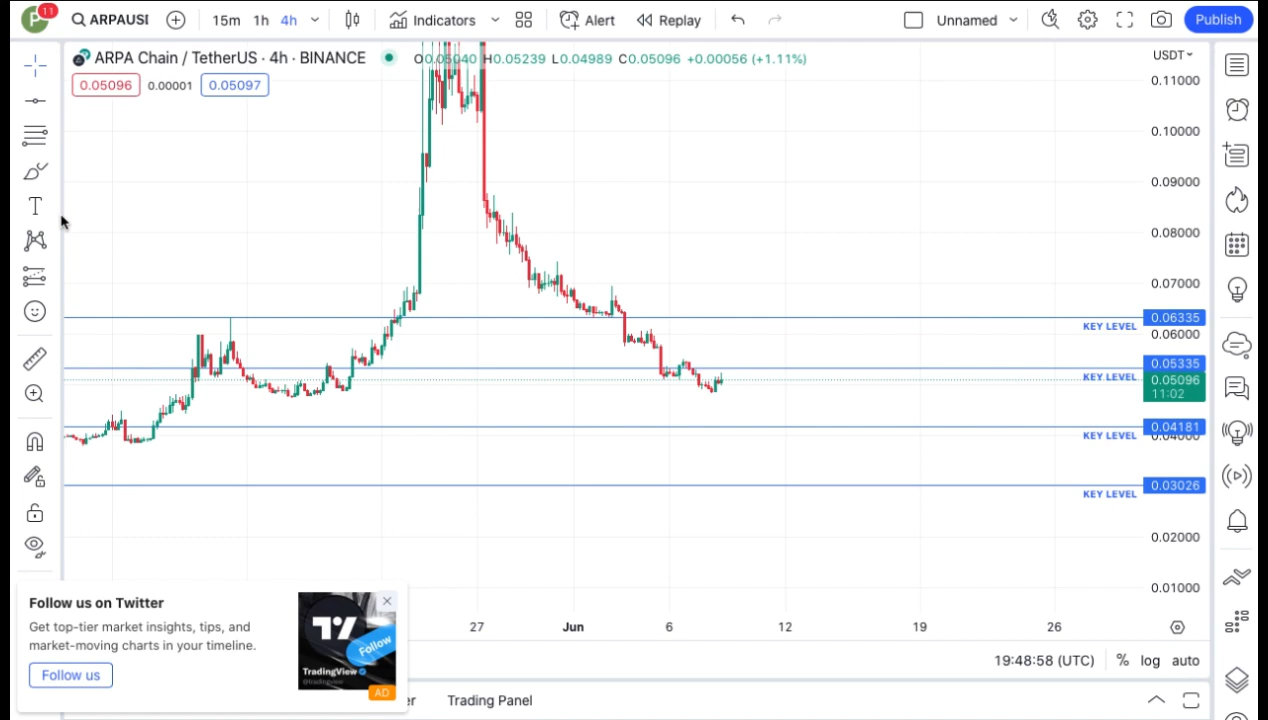 P 11
ARPAUSI
15m 1h 4h
Indicators
Alert
Replay
Unnamed
Publish
ARPA Chain / TetherUS · 4h · BINANCE
O0.05040 H0.05239 L0.04989 C0.05096 +0.00056 (+1.11%)
USDT
0.05096 0.00001 0.05097
0.11000
0.10000
0.09000
0.08000
0.07000
0.06335
KEY LEVEL
0.06000
0.05335
KEY LEVEL
0.05096
11:02
0.04181
KEY LEVEL
0.04000
0.03026
KEY LEVEL
0.02000
0.01000
27 Jun 6 12 19 26
Follow us on Twitter
Get top-tier market insights, tips, and
market-moving charts in your timeline.
Follow us
Follow
TradingView
@tradingview
AD
19:48:58 (UTC) % log auto
er Trading Panel